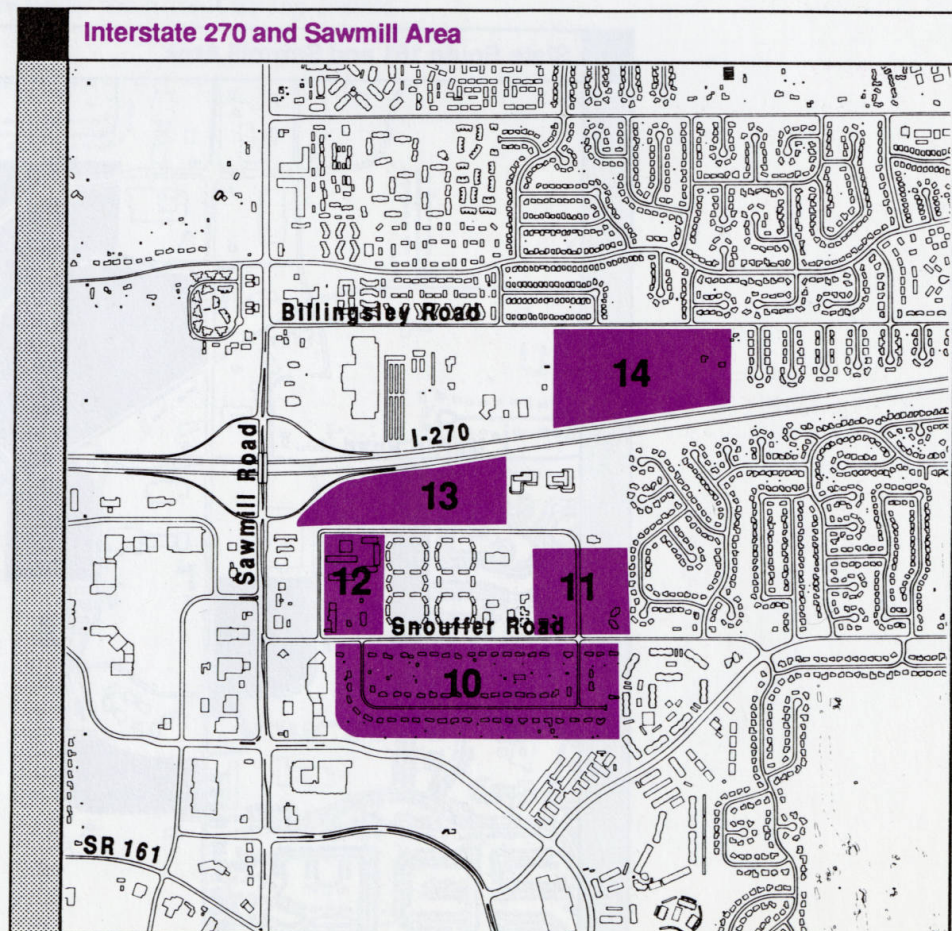 Interstate 270 and Sawmill Area
Billingsley Road
14
I-270
Sawmill Road
13
12
11
Snouffer Road
10
SR 161